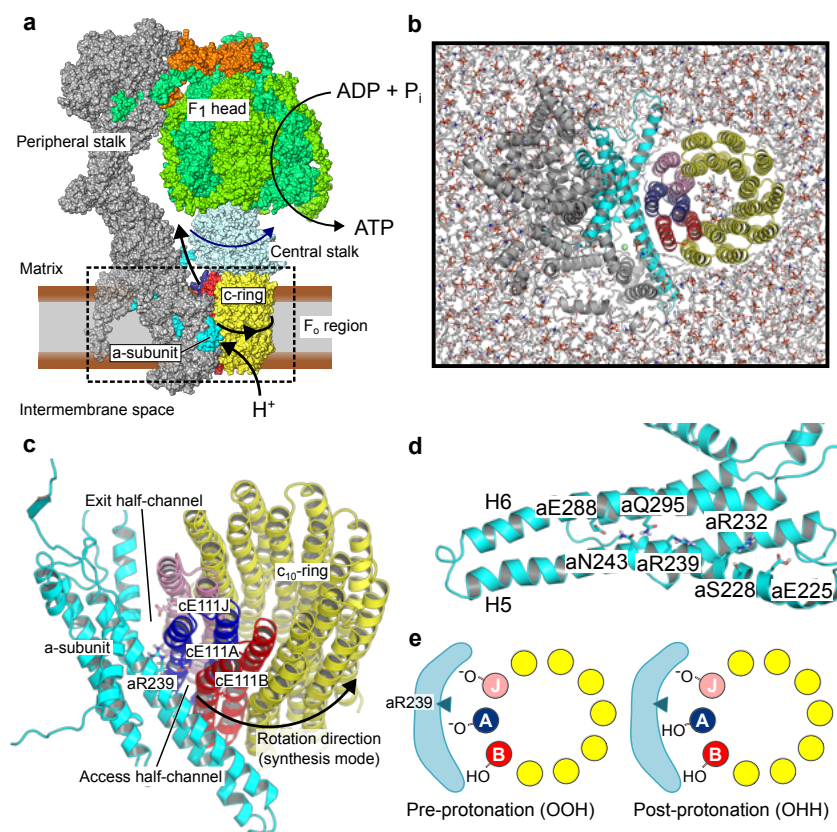 a
F1 head
ADP + Pi
Peripheral stalk
ATP
Central stalk
Matrix
c-ring
Fo region
a-subunit
Intermembrane space
H+
b
c
Exit half-channel
c10-ring
cE111J
a-subunit
cE111A
cE111B
aR239
Rotation direction
(synthesis mode)
Access half-channel
d
H6
aE288
aQ295
aR232
aN243
aR239
H5
aS228
aE225
e
-O
J
aR239
-O
A
HO
B
Pre-protonation (OOH)
-O
J
HO
A
HO
B
Post-protonation (OHH)